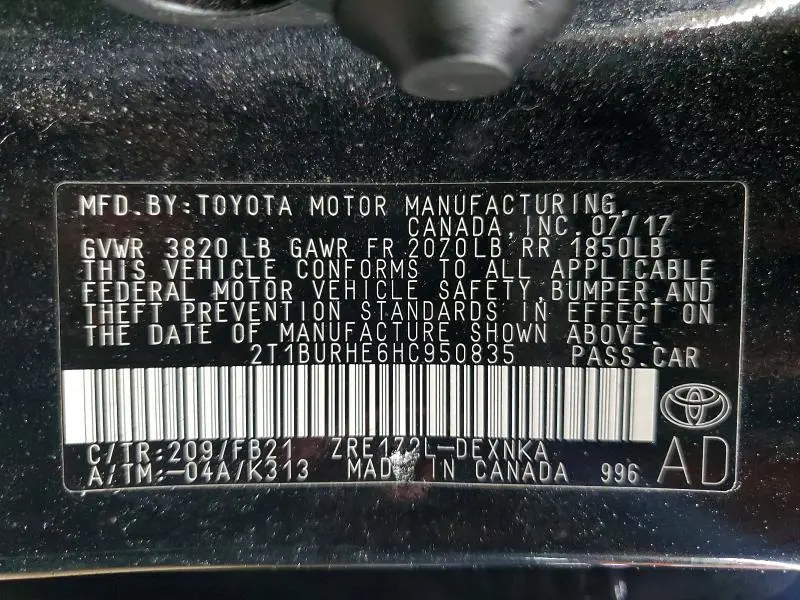 MFD.BY:TOYOTA MOTOR MANUFACTURING,
CANADA,INC.07/17
GVWR 3820 LB GAWR FR 2070LB,RR 1850LB
THIS VEHICLE CONFORMS TO ALL APPLICABLE
FEDERAL MOTOR VEHICLE SAFETY,BUMPER,AND
THEFT PREVENTION STANDARDS IN EFFECT ON
THE DATE OF MANUFACTURE SHOWN ABOVE.
2T1BURHE6HC950835 PASS.CAR
C/TR:209/FB21 ZRE172L-DEXNKA
A/TM:-04A/K313 MADE IN CANADA 996 AD